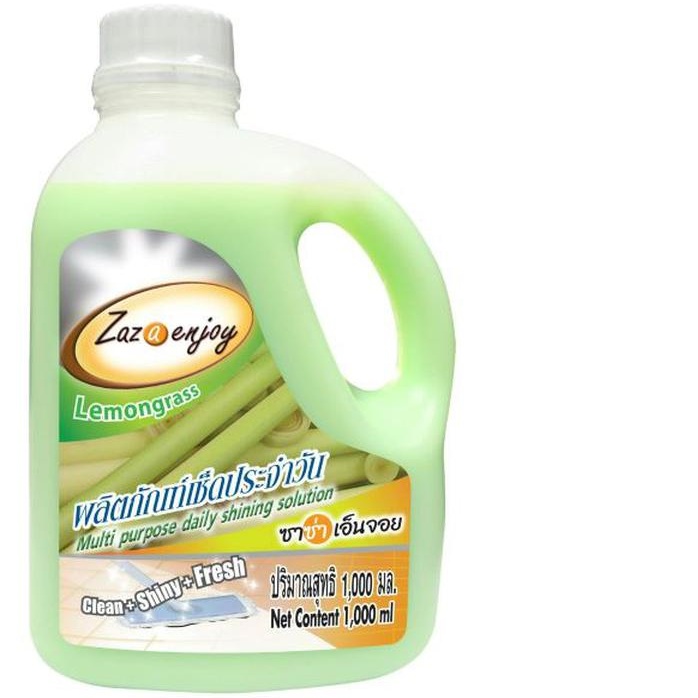 Zaza enjoy
Lemongrass
ผลิตภัณฑ์เช็ดประจำวัน
Multi purpose daily shining solution
ซาซ่า เอ็นจอย
Clean + Shiny + Fresh
ปริมาณสุทธิ 1,000 มล.
Net Content 1,000 ml